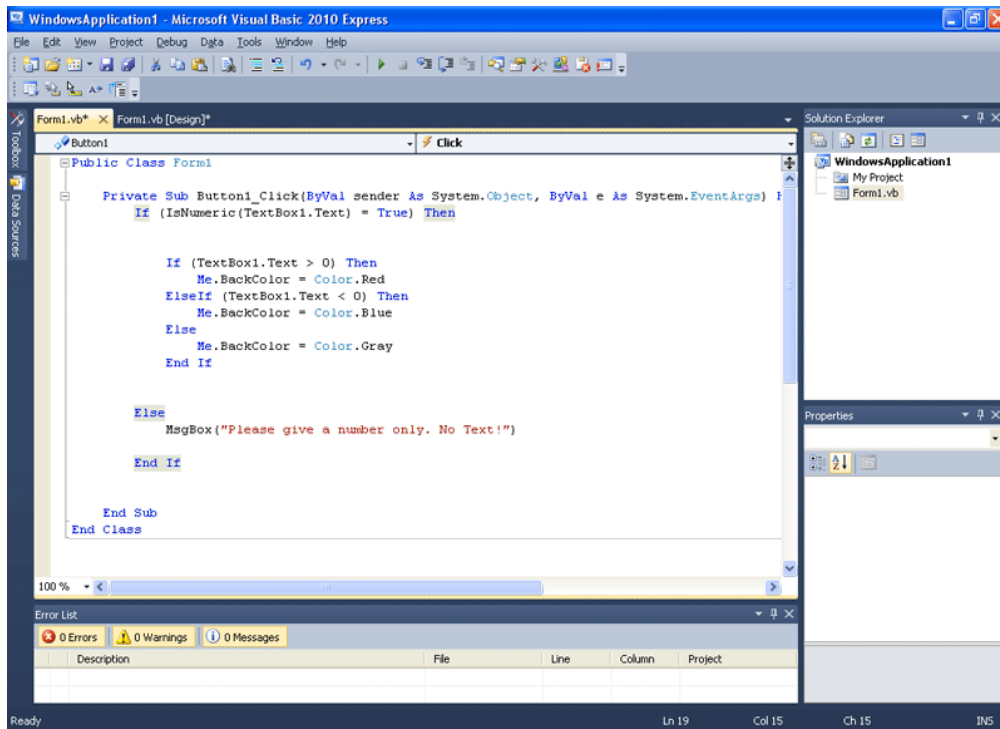 WindowsApplication1 - Microsoft Visual Basic 2010 Express
File Edit View Project Debug Data Tools Window Help
Form1.vb* Form1.vb [Design]*
Button1 Click
Public Class Form1
Private Sub Button1_Click(ByVal sender As System.Object, ByVal e As System.EventArgs)
If (IsNumeric(TextBox1.Text) = True) Then
If (TextBox1.Text > 0) Then
Me.BackColor = Color.Red
ElseIf (TextBox1.Text < 0) Then
Me.BackColor = Color.Blue
Else
Me.BackColor = Color.Gray
End If
Else
MsgBox("Please give a number only. No Text!")
End If
End Sub
End Class
100 %
Toolbox
Data Sources
Solution Explorer
WindowsApplication1
My Project
Form1.vb
Properties
Error List
0 Errors 0 Warnings 0 Messages
Description File Line Column Project
Ready Ln 19 Col 15 Ch 15 INS